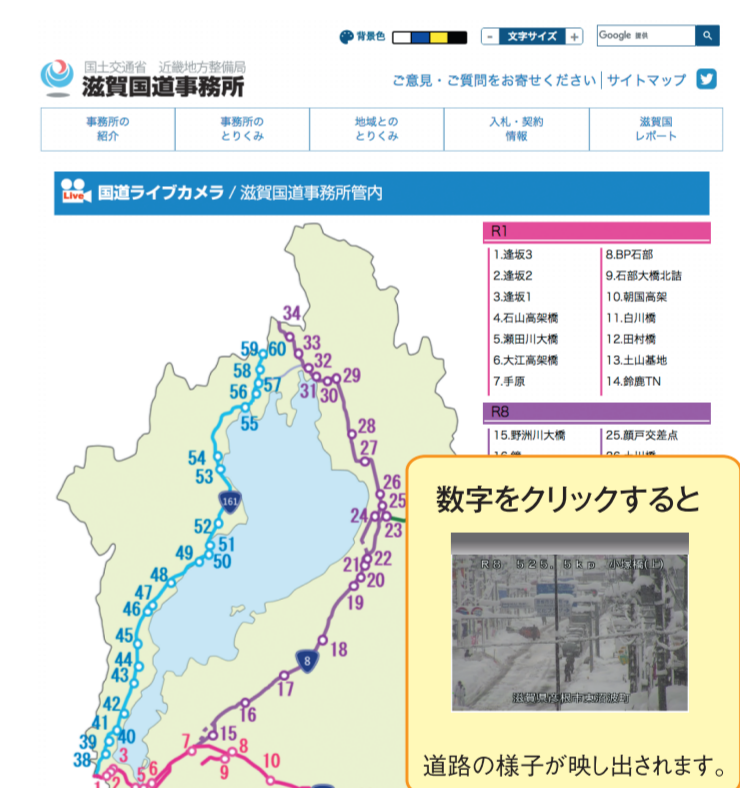 背景色
- 文字サイズ +
Google 提供
国土交通省 近畿地方整備局
滋賀国道事務所
ご意見・ご質問をお寄せください サイトマップ
事務所の
紹介
事務所の
とりくみ
地域との
とりくみ
入札・契約
情報
滋賀国
レポート
Live 国道ライブカメラ / 滋賀国道事務所管内
R1
1.逢坂3
2.逢坂2
3.逢坂1
4.石山高架橋
5.瀬田川大橋
6.大江高架橋
7.手原
8.BP石部
9.石部大橋北詰
10.朝国高架
11.白川橋
12.田村橋
13.土山基地
14.鈴鹿TN
R8
15.野洲川大橋
25.顔戸交差点
34
33
32
31
30
29
59
60
58
57
56
55
28
27
54
53
161
26
25
24
23
52
51
50
49
22
21
20
19
48
47
46
45
44
43
18
8
17
42
41
40
39
38
16
15
7
8
9
10
6
5
3
2
1
数字をクリックすると
R8 525.5kp 小塚橋(上)
道路の様子が映し出されます。